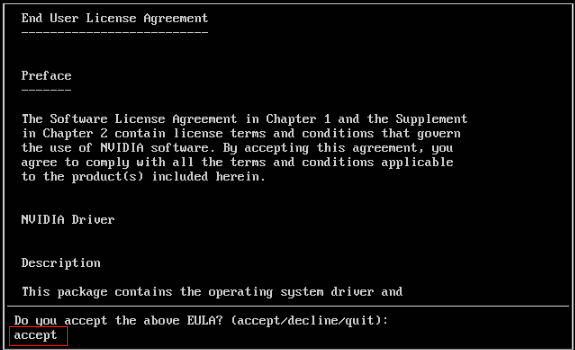 End User License Agreement
--------------------------
Preface
-------
The Software License Agreement in Chapter 1 and the Supplement
in Chapter 2 contain license terms and conditions that govern
the use of NVIDIA software. By accepting this agreement, you
agree to comply with all the terms and conditions applicable
to the product(s) included herein.
NVIDIA Driver
Description
This package contains the operating system driver and
Do you accept the above EULA? (accept/decline/quit):
accept